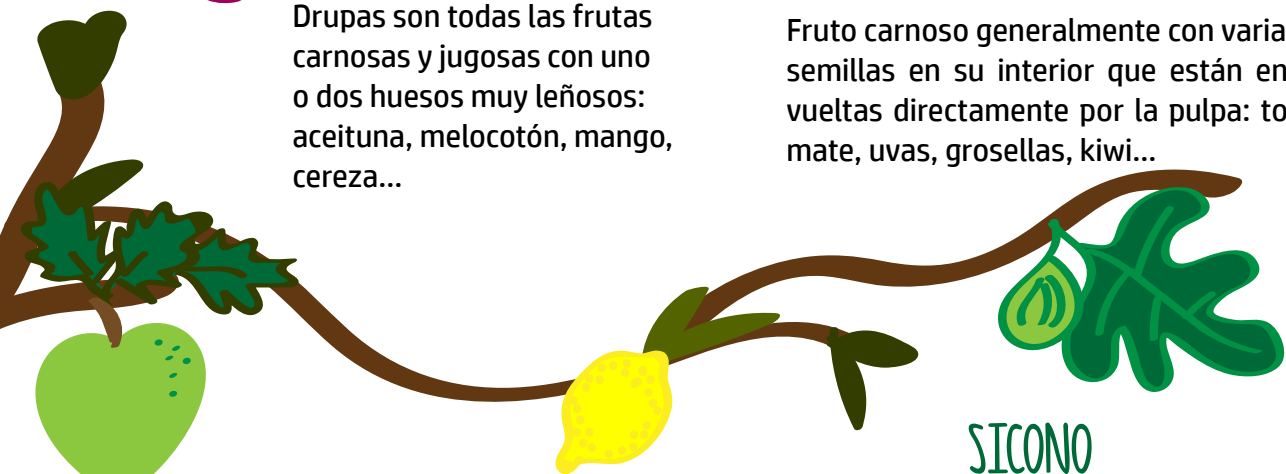 Drupas son todas las frutas
carnosas y jugosas con uno
o dos huesos muy leñosos:
aceituna, melocotón, mango,
cereza...
Fruto carnoso generalmente con varia
semillas en su interior que están en
vueltas directamente por la pulpa: to
mate, uvas, grosellas, kiwi...
SICONO